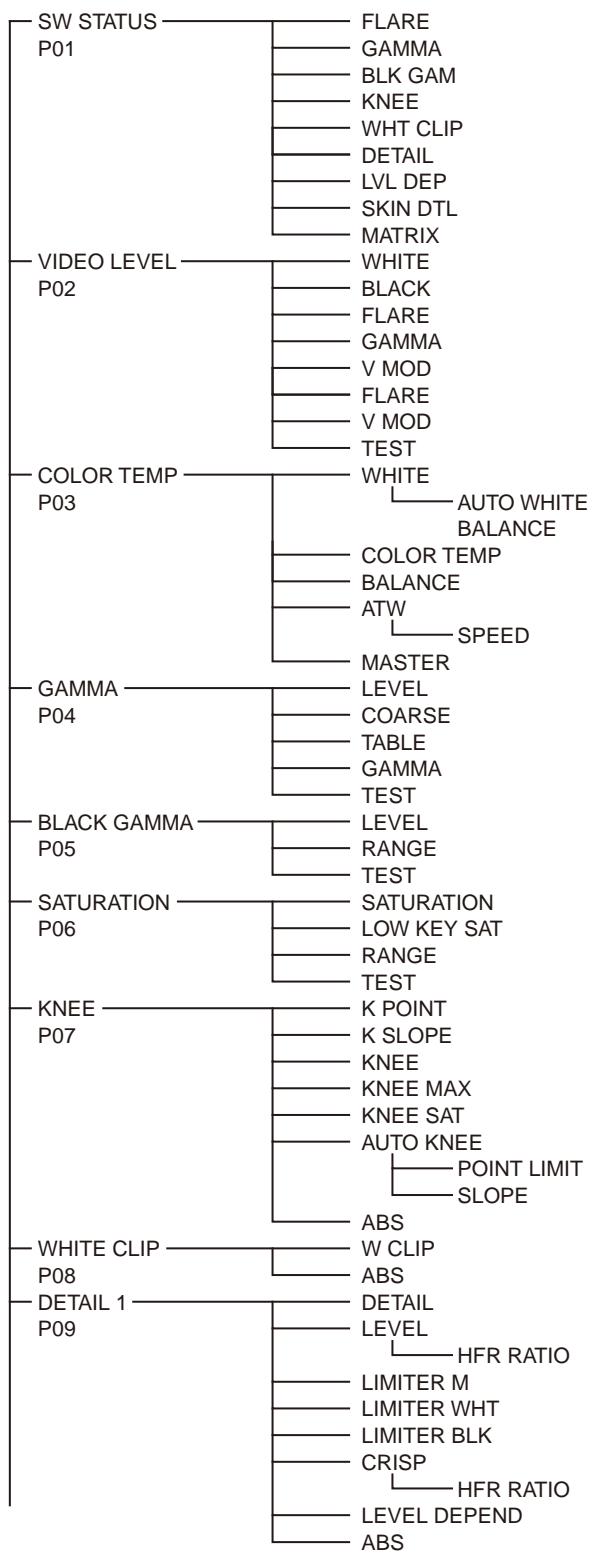 SW STATUS FLARE
P01 GAMMA
BLK GAM
KNEE
WHT CLIP
DETAIL
LVL DEP
SKIN DTL
MATRIX
VIDEO LEVEL WHITE
P02 BLACK
FLARE
GAMMA
V MOD
FLARE
V MOD
TEST
COLOR TEMP WHITE
P03 AUTO WHITE
BALANCE
COLOR TEMP
BALANCE
ATW
SPEED
MASTER
GAMMA LEVEL
P04 COARSE
TABLE
GAMMA
TEST
BLACK GAMMA LEVEL
P05 RANGE
TEST
SATURATION SATURATION
P06 LOW KEY SAT
RANGE
TEST
KNEE K POINT
P07 K SLOPE
KNEE
KNEE MAX
KNEE SAT
AUTO KNEE
POINT LIMIT
SLOPE
ABS
WHITE CLIP W CLIP
P08 ABS
DETAIL 1 DETAIL
P09 LEVEL
HFR RATIO
LIMITER M
LIMITER WHT
LIMITER BLK
CRISP
HFR RATIO
LEVEL DEPEND
ABS